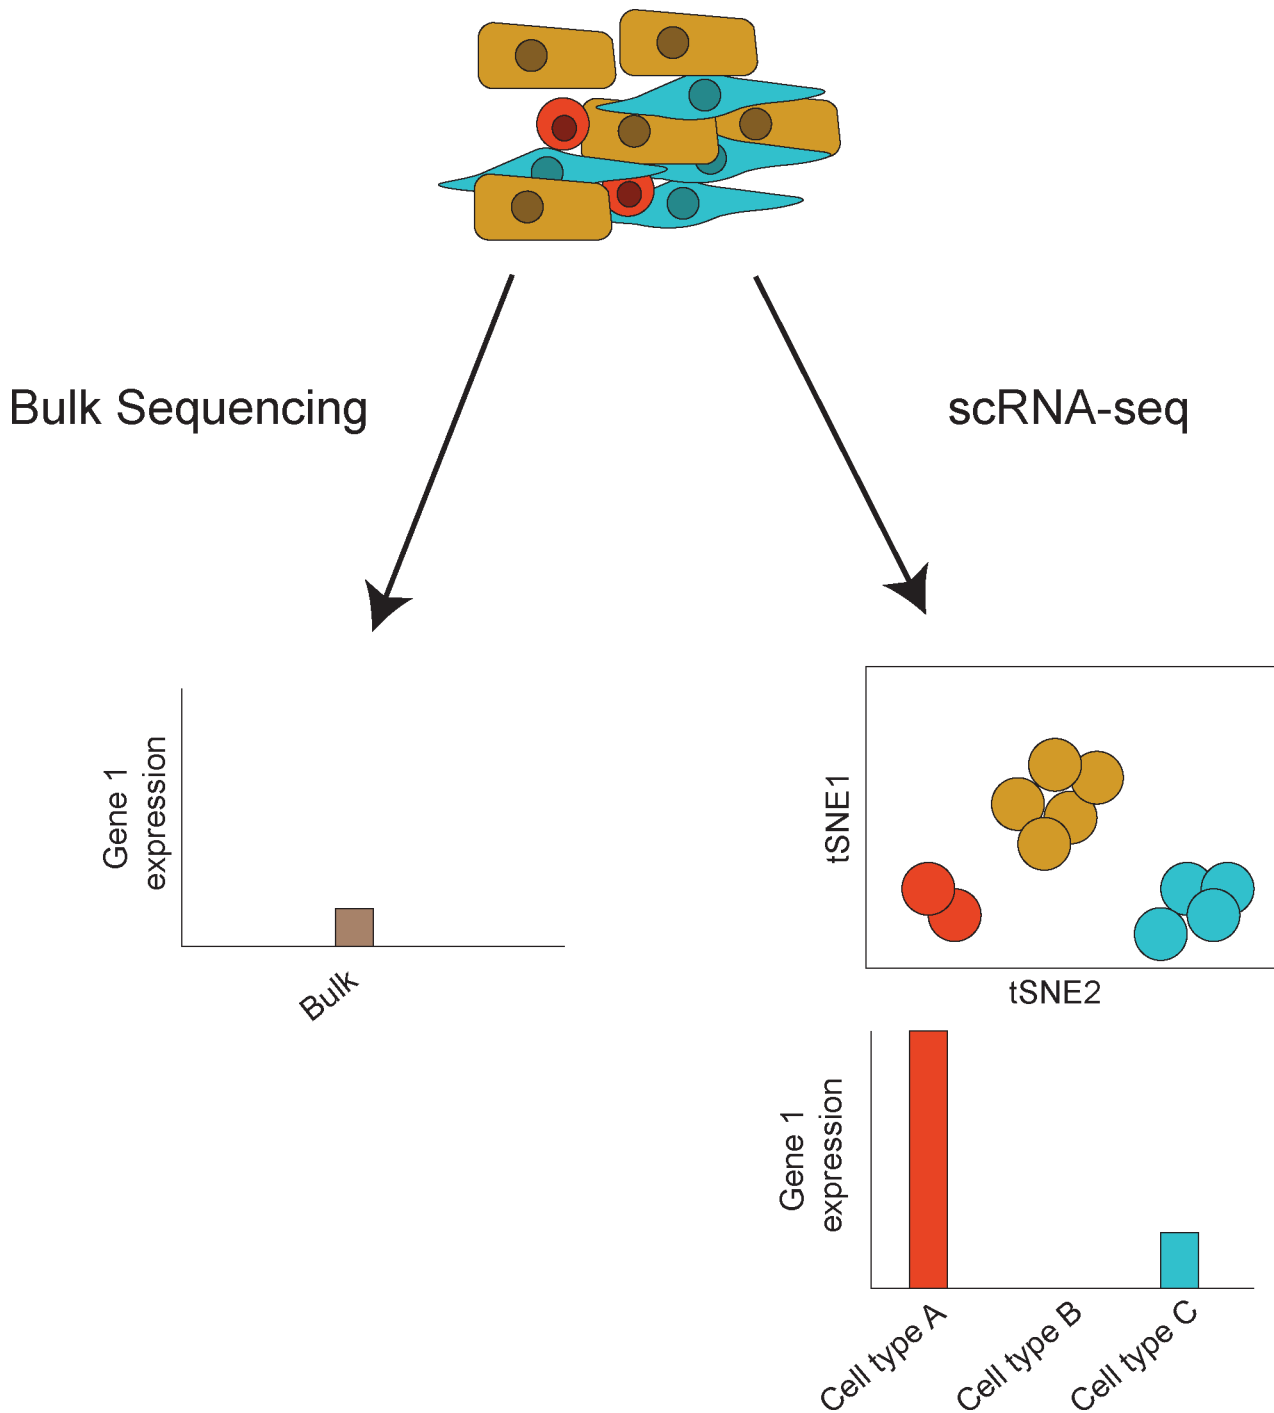 Bulk Sequencing
scRNA-seq
Gene 1
expression
Bulk
tSNE1
tSNE2
Gene 1
expression
Cell type A
Cell type B
Cell type C